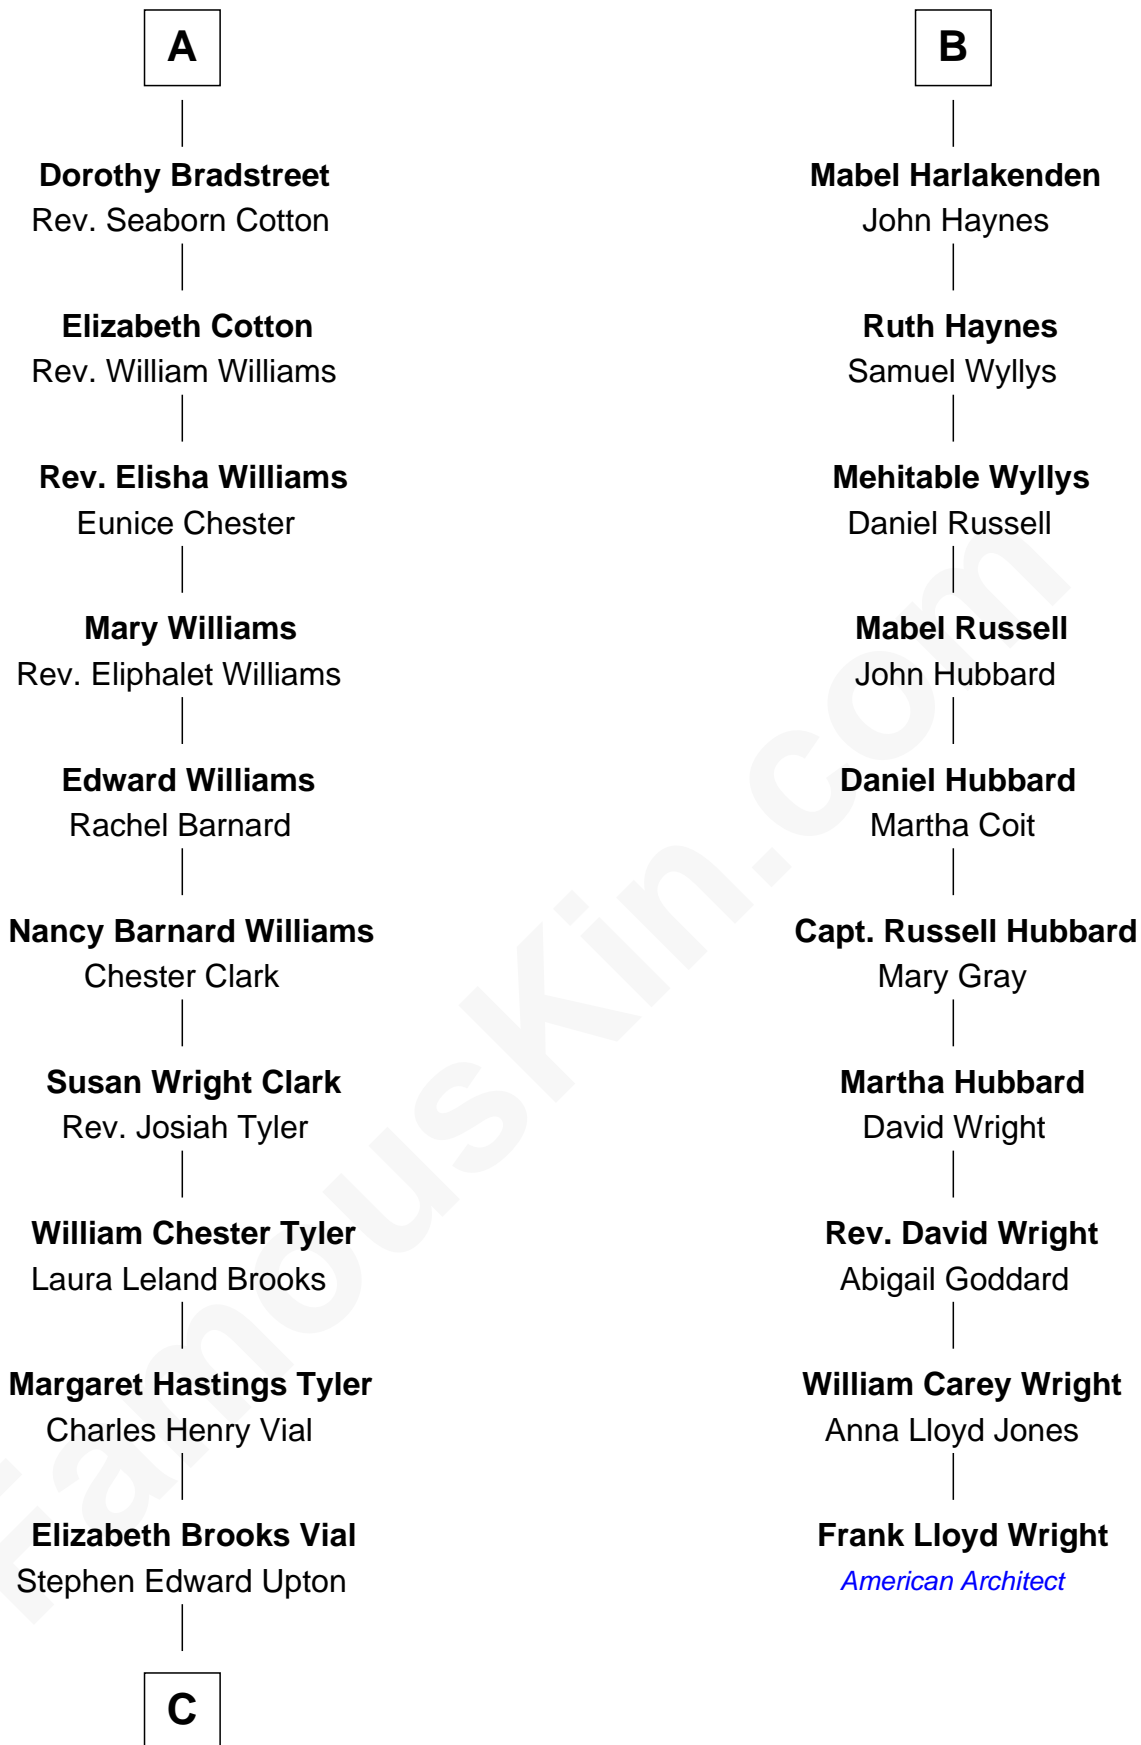 A
Dorothy Bradstreet
Rev. Seaborn Cotton
Elizabeth Cotton
Rev. William Williams
Rev. Elisha Williams
Eunice Chester
Mary Williams
Rev. Eliphalet Williams
Edward Williams
Rachel Barnard
Nancy Barnard Williams
Chester Clark
Susan Wright Clark
Rev. Josiah Tyler
William Chester Tyler
Laura Leland Brooks
Margaret Hastings Tyler
Charles Henry Vial
Elizabeth Brooks Vial
Stephen Edward Upton
C
B
Mabel Harlakenden
John Haynes
Ruth Haynes
Samuel Wyllys
Mehitable Wyllys
Daniel Russell
Mabel Russell
John Hubbard
Daniel Hubbard
Martha Coit
Capt. Russell Hubbard
Mary Gray
Martha Hubbard
David Wright
Rev. David Wright
Abigail Goddard
William Carey Wright
Anna Lloyd Jones
Frank Lloyd Wright
American Architect
FamousKin.com